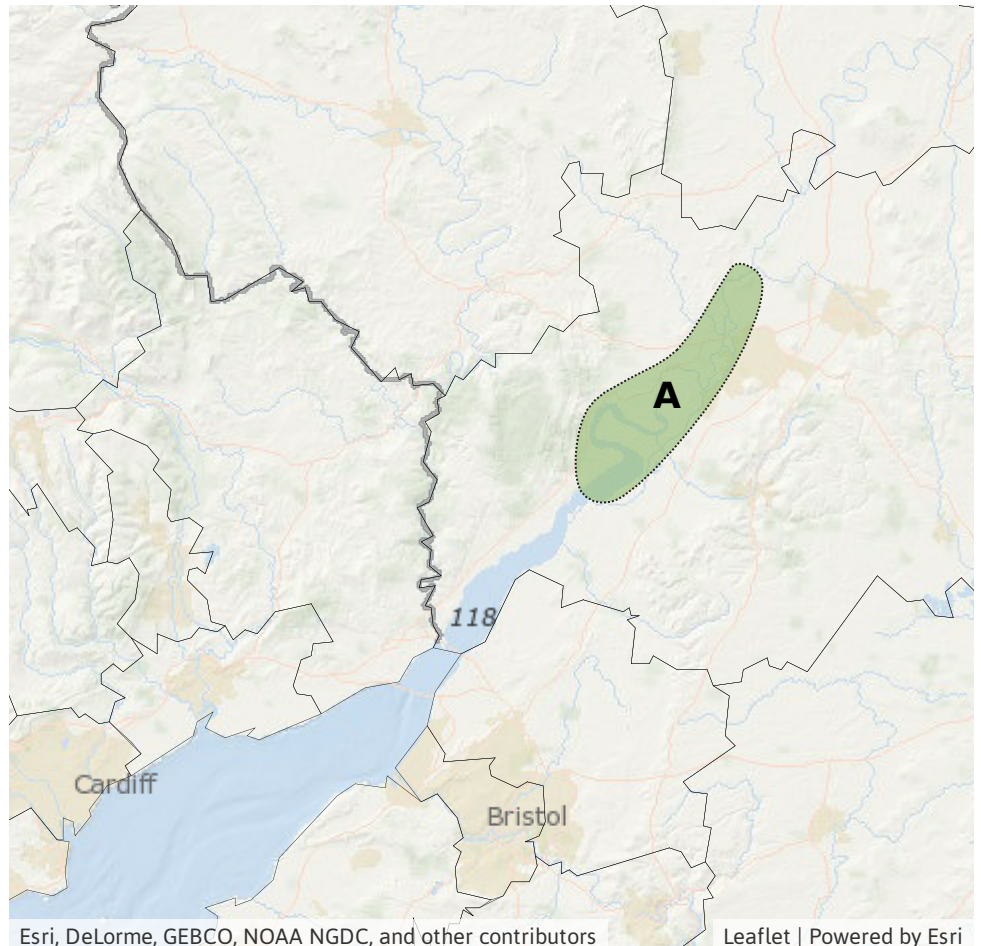 A
118
Cardiff
Bristol
Esri, DeLorme, GEBCO, NOAA NGDC, and other contributors
Leaflet | Powered by Esri